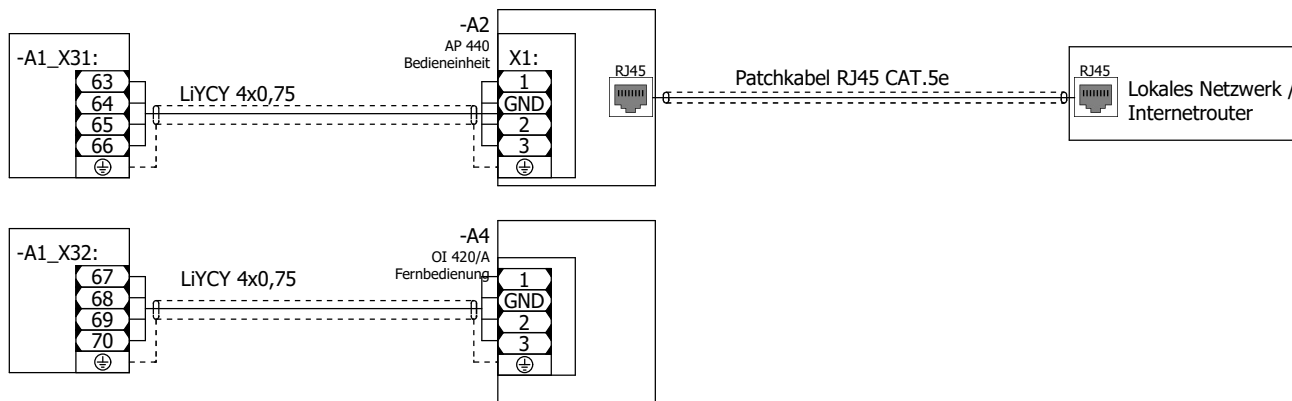 -A1_X31:
63
64
65
66
LiYCY 4x0,75
-A2
AP 440
Bedieneinheit
X1:
1
GND
2
3
RJ45
Patchkabel RJ45 CAT.5e
RJ45
Lokales Netzwerk /
Internetrouter
-A1_X32:
67
68
69
70
LiYCY 4x0,75
-A4
OI 420/A
Fernbedienung
1
GND
2
3